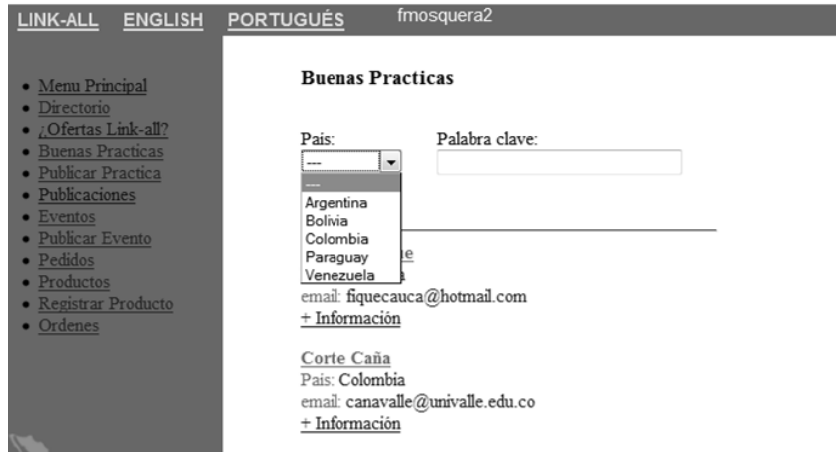 LINK-ALL ENGLISH PORTUGUÉS fmosquera2
Menu Principal
Directorio
¿Ofertas Link-all?
Buenas Practicas
Publicar Practica
Publicaciones
Eventos
Publicar Evento
Pedidos
Productos
Registrar Producto
Ordenes
Buenas Practicas
País: Palabra clave:
---
---
Argentina
Bolivia
Colombia
Paraguay
Venezuela
email: fiquecauca@hotmail.com
+ Información
Corte Caña
País: Colombia
email: canavalle@univalle.edu.co
+ Información